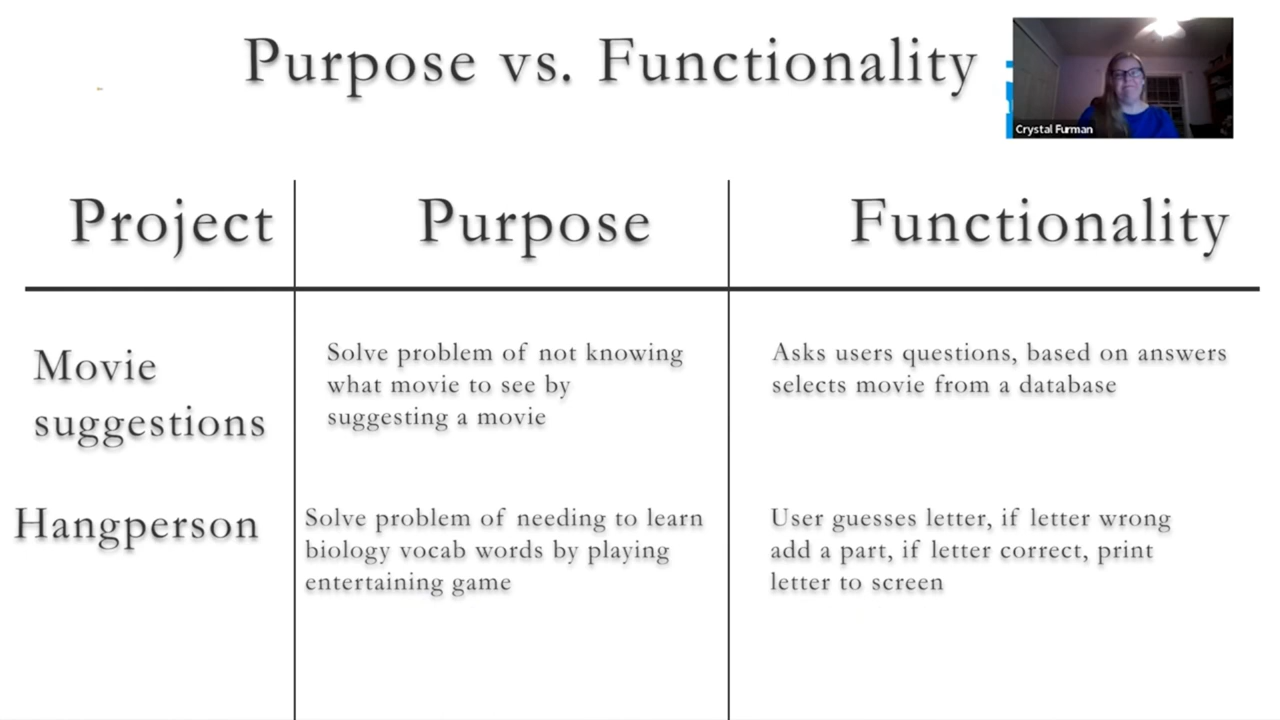 Purpose vs. Functionality
Crystal Furman
Project
Purpose
Functionality
Movie
suggestions
Solve problem of not knowing
what movie to see by
suggesting a movie
Asks users questions, based on answers
selects movie from a database
Hangperson
Solve problem of needing to learn
biology vocab words by playing
entertaining game
User guesses letter, if letter wrong
add a part, if letter correct, print
letter to screen